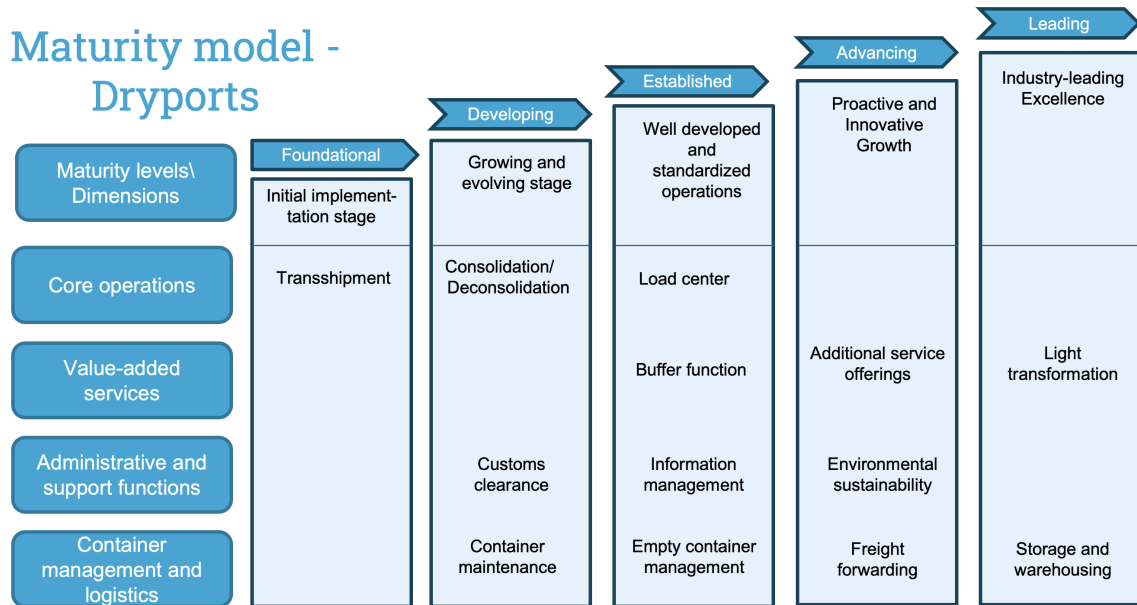 Maturity model -
Dryports
Foundational
Developing
Established
Advancing
Leading
Maturity levels\
Dimensions
Initial implemen-
tation stage
Growing and
evolving stage
Well developed
and
standardized
operations
Proactive and
Innovative
Growth
Industry-leading
Excellence
Core operations
Transshipment
Consolidation/
Deconsolidation
Load center
Value-added
services
Buffer function
Additional service
offerings
Light
transformation
Administrative and
support functions
Customs
clearance
Information
management
Environmental
sustainability
Container
management and
logistics
Container
maintenance
Empty container
management
Freight
forwarding
Storage and
warehousing